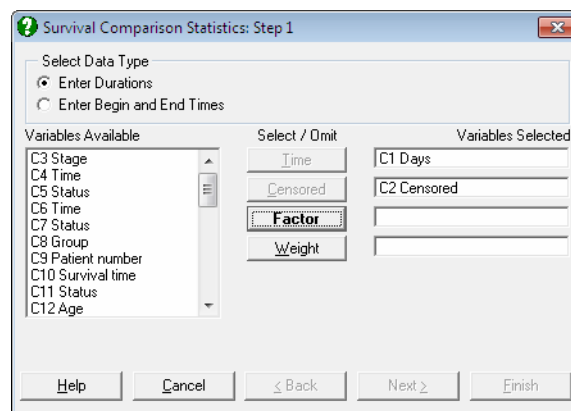 Survival Comparison Statistics: Step 1
Select Data Type
Enter Durations
Enter Begin and End Times
Variables Available
Select / Omit
Variables Selected
C3 Stage
C4 Time
C5 Status
C6 Time
C7 Status
C8 Group
C9 Patient number
C10 Survival time
C11 Status
C12 Age
Time
C1 Days
Censored
C2 Censored
Factor
Weight
Help
Cancel
< Back
Next >
Finish